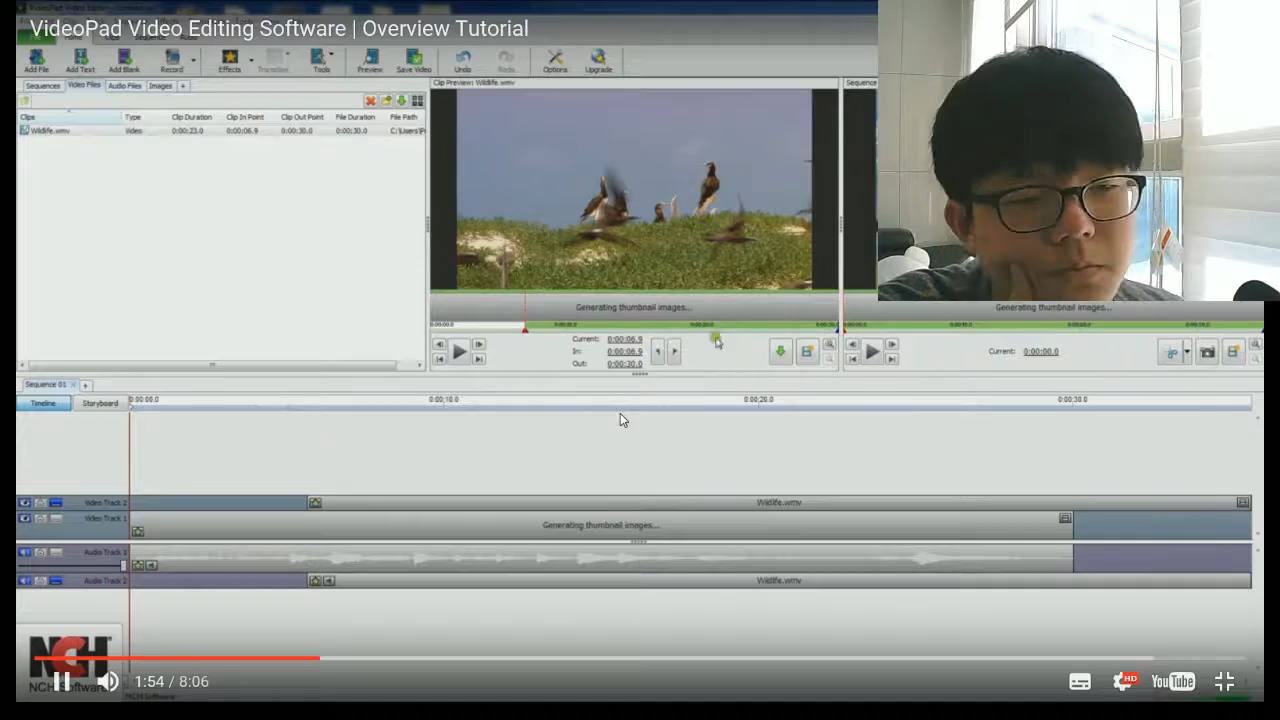 VideoPad Video Editing Software | Overview Tutorial
Add File Add Text Add Blank Record Effects Transition Tools Preview Save Video Undo Redo Options Upgrade
Sequences Video Files Audio Files Images +
Clip Preview: Wildlife.wmv
Sequence
Clips Type Clip Duration Clip In Point Clip Out Point File Duration File Path
Wildlife.wmv Video 0:00:23.0 0:00:06.9 0:00:30.0 0:00:30.0
Generating thumbnail images...
Generating thumbnail images...
Current: 0:00:06.9
In: 0:00:06.9
Out: 0:00:30.0
Current: 0:00:00.0
Sequence 01
Timeline Storyboard 0:00:00.0 0:00:10.0 0:00:20.0 0:00:30.0
Video Track 2 Wildlife.wmv
Video Track 1 Generating thumbnail images...
Audio Track 1
Audio Track 2 Wildlife.wmv
NCH
NCH Software
1:54 / 8:06
HD
YouTube
NCH Software